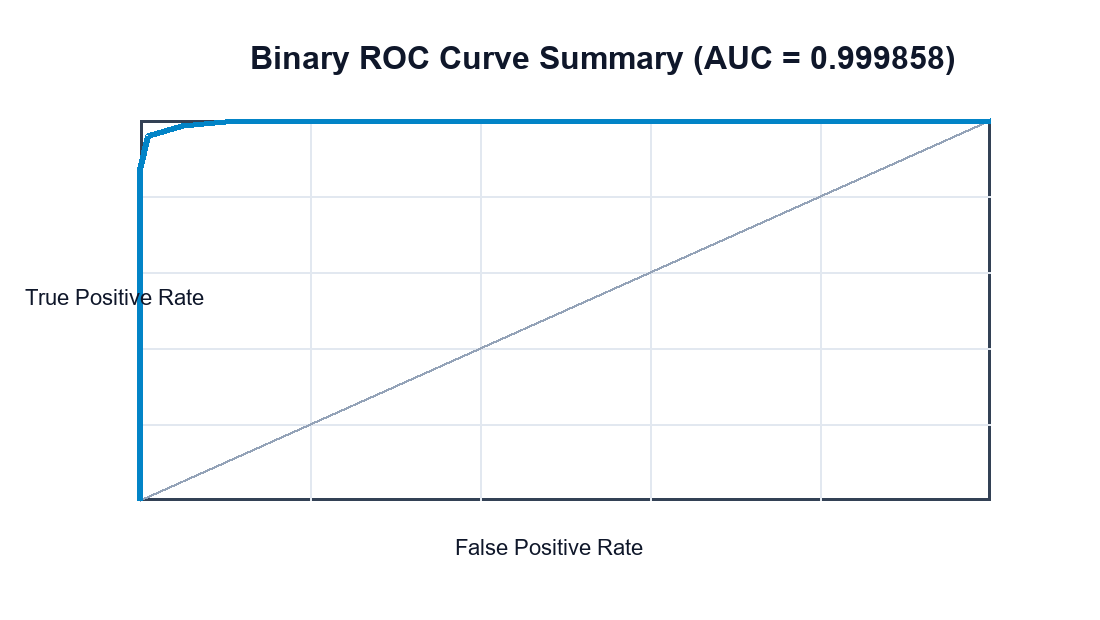 Binary ROC Curve Summary (AUC = 0.999858)
True Positive Rate
False Positive Rate